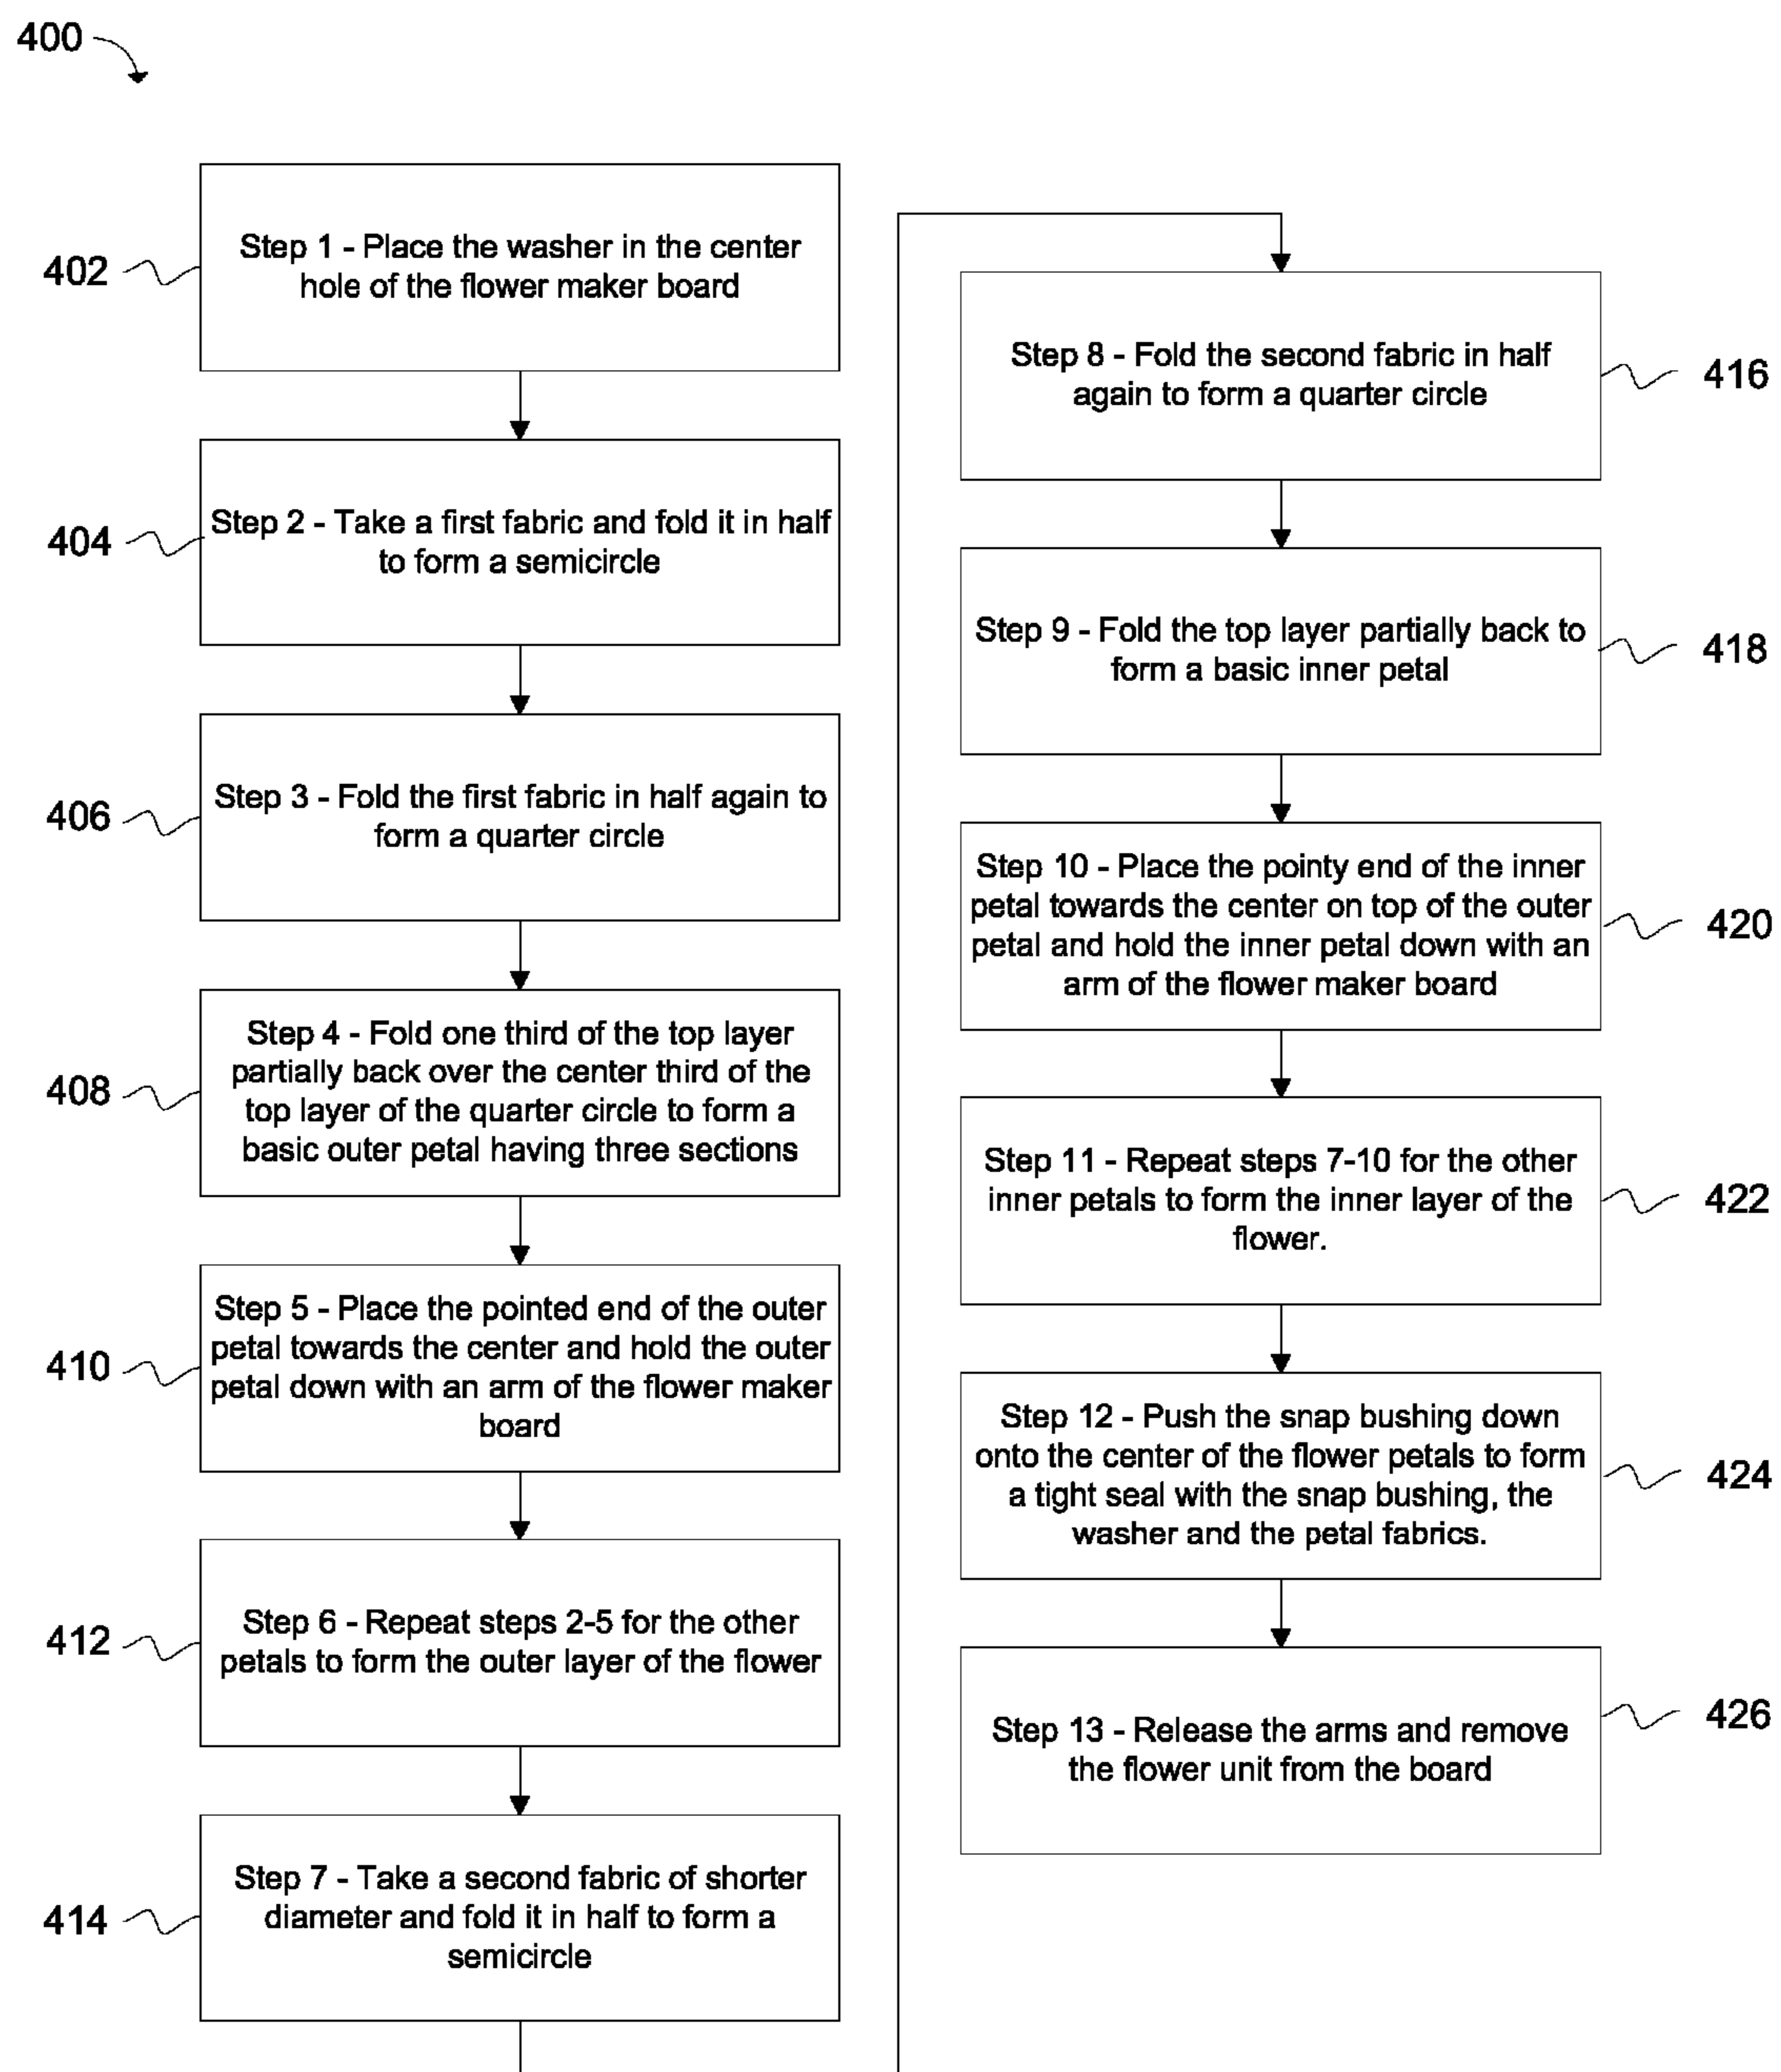 400
402
Step 1 - Place the washer in the center
hole of the flower maker board
404
Step 2 - Take a first fabric and fold it in half
to form a semicircle
406
Step 3 - Fold the first fabric in half again to
form a quarter circle
408
Step 4 - Fold one third of the top layer
partially back over the center third of the
top layer of the quarter circle to form a
basic outer petal having three sections
410
Step 5 - Place the pointed end of the outer
petal towards the center and hold the outer
petal down with an arm of the flower maker
board
412
Step 6 - Repeat steps 2-5 for the other
petals to form the outer layer of the flower
414
Step 7 - Take a second fabric of shorter
diameter and fold it in half to form a
semicircle
Step 8 - Fold the second fabric in half
again to form a quarter circle
416
Step 9 - Fold the top layer partially back to
form a basic inner petal
418
Step 10 - Place the pointy end of the inner
petal towards the center on top of the outer
petal and hold the inner petal down with an
arm of the flower maker board
420
Step 11 - Repeat steps 7-10 for the other
inner petals to form the inner layer of the
flower.
422
Step 12 - Push the snap bushing down
onto the center of the flower petals to form
a tight seal with the snap bushing, the
washer and the petal fabrics.
424
Step 13 - Release the arms and remove
the flower unit from the board
426